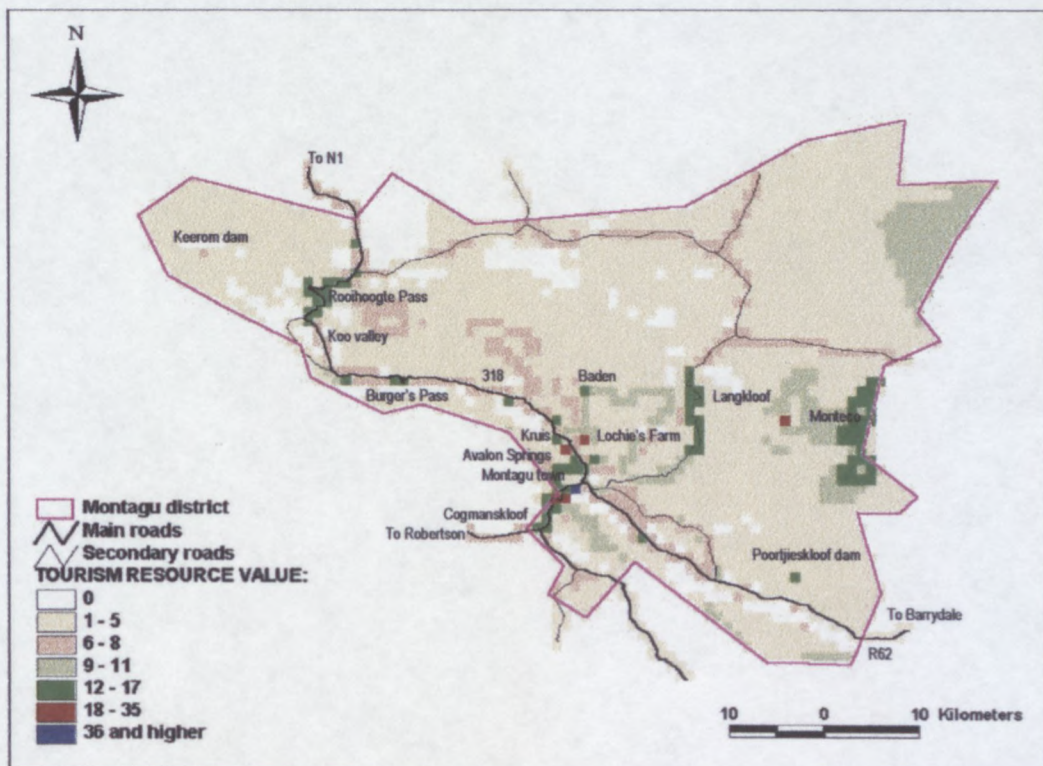 N
To N1
Keerom dam
Rooihoogte Pass
Koo valley
318
Baden
Burger's Pass
Langkloof
Monteco
Kruis
Lochie's Farm
Avalon Springs
Montagu town
Cogmanskloof
To Robertson
Poortjieskloof dam
To Barrydale
R62
Montagu district
Main roads
Secondary roads
TOURISM RESOURCE VALUE:
0
1 - 5
6 - 8
9 - 11
12 - 17
18 - 35
36 and higher
10 0 10 Kilometers